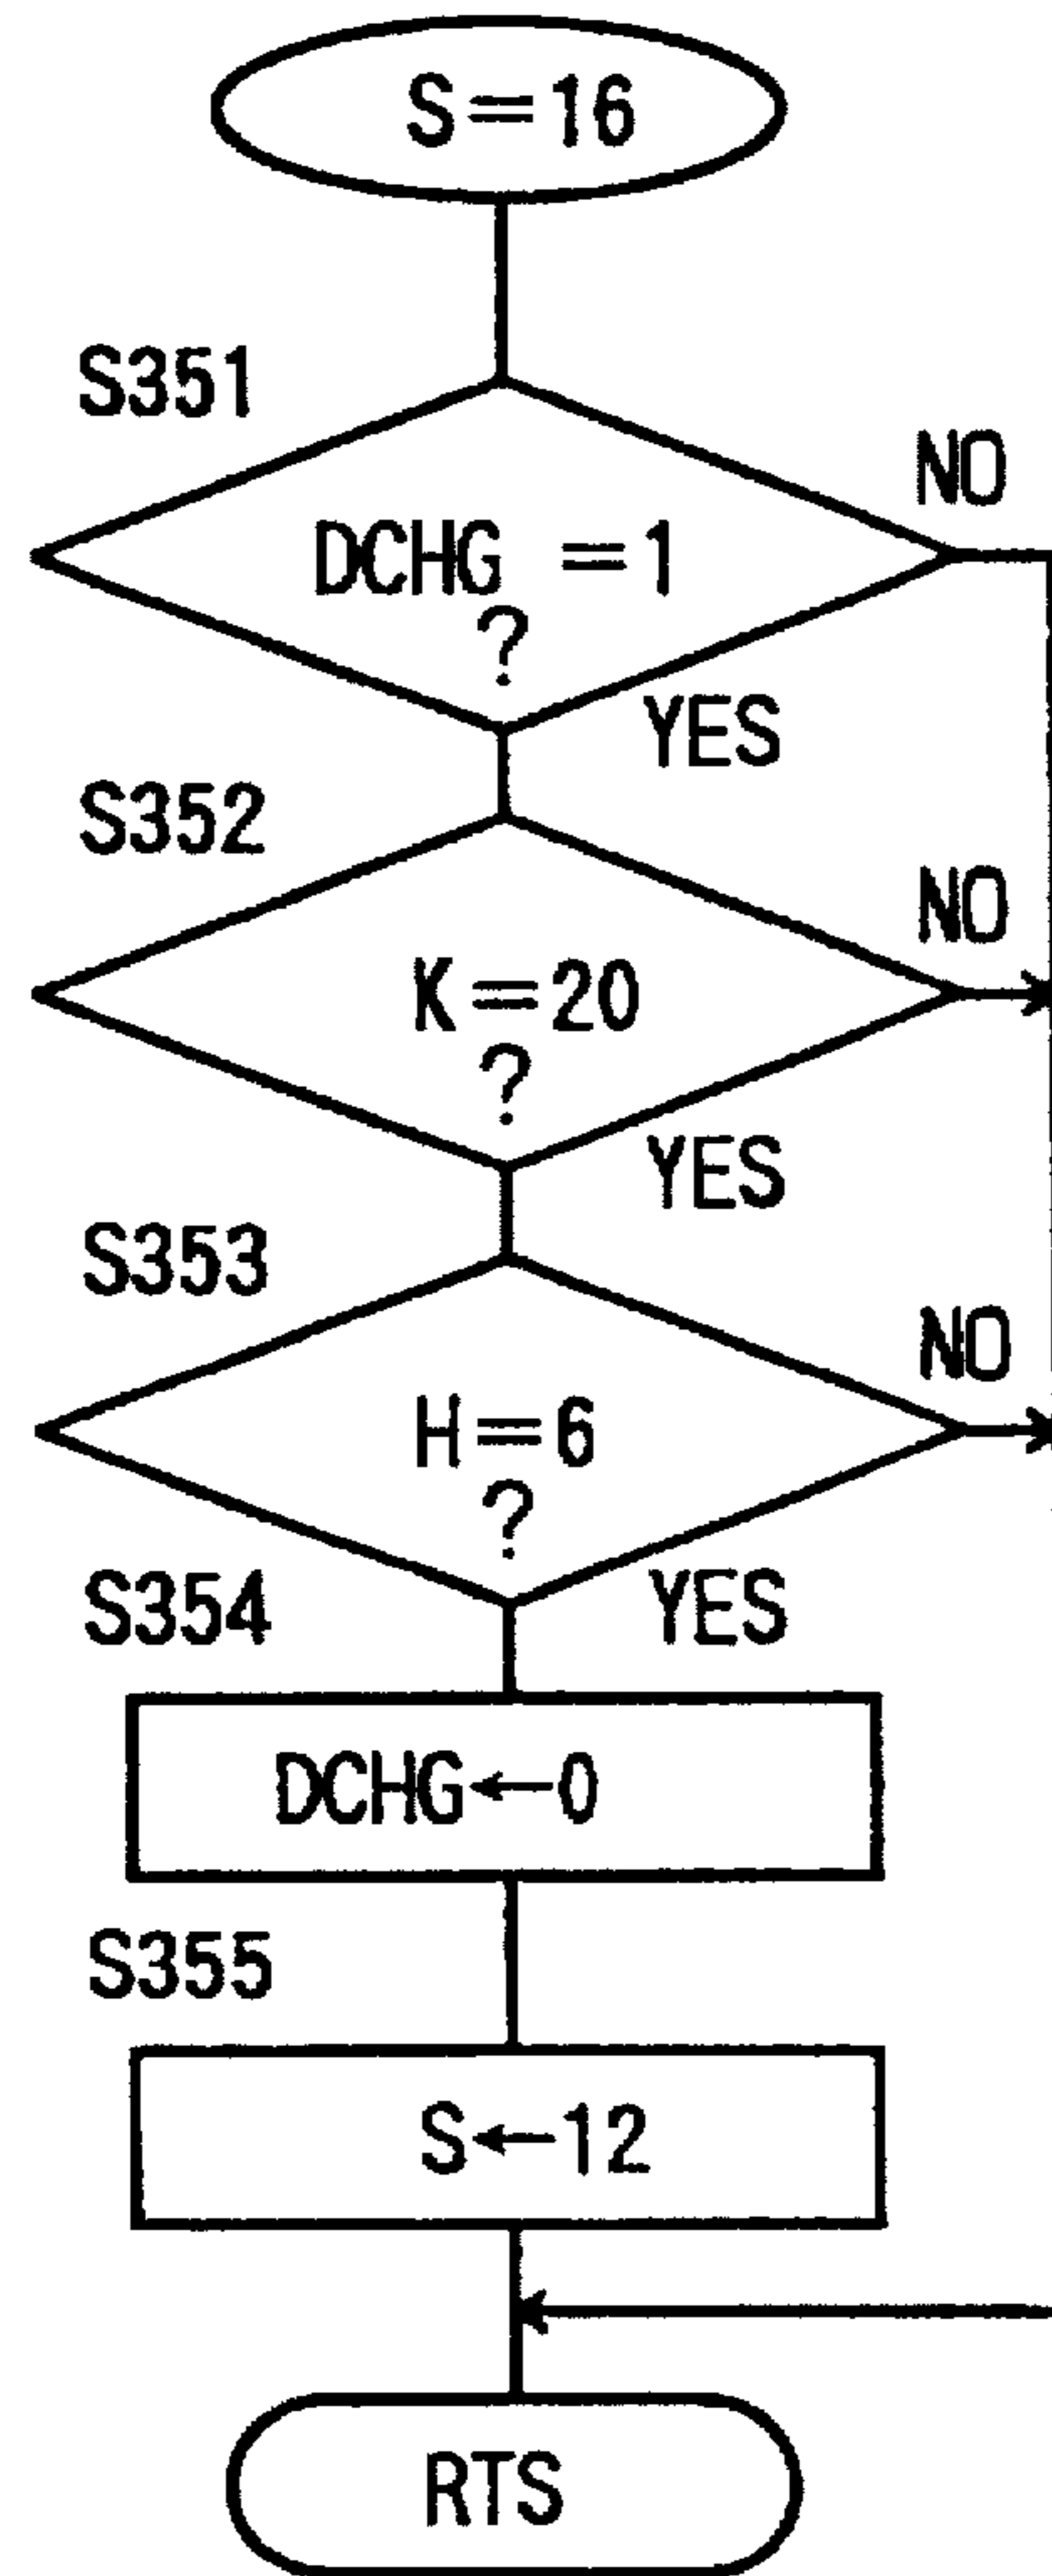 S=16
S351
NO
DCHG =1
?
YES
S352
NO
K=20
?
YES
S353
NO
H=6
?
S354
YES
DCHG←0
S355
S←12
RTS